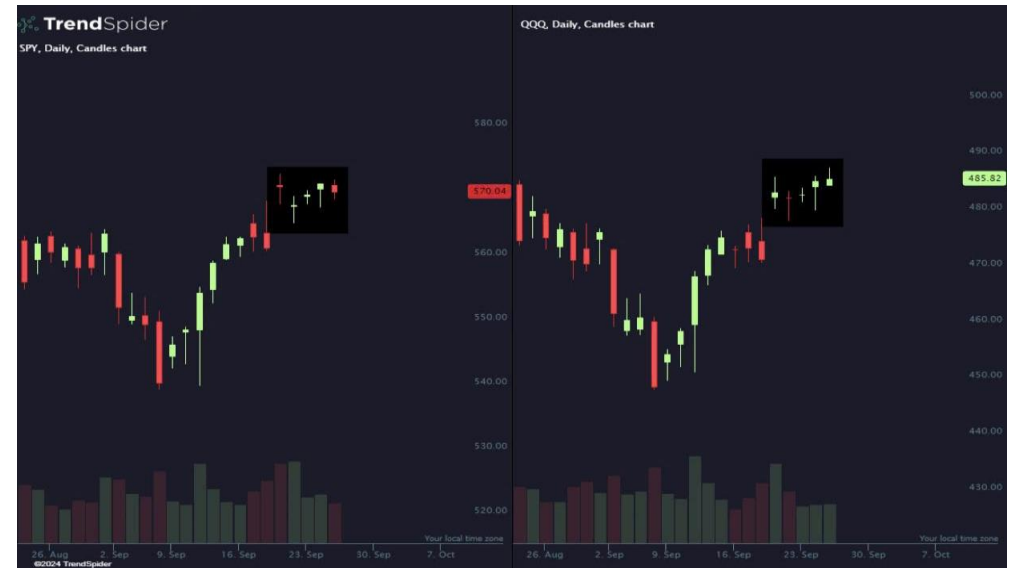 TrendSpider
SPY, Daily, Candles chart
580.00
570.04
560.00
550.00
540.00
530.00
520.00
Your local time zone
26. Aug 2. Sep 9. Sep 16. Sep 23. Sep 30. Sep 7. Oct
©2024 TrendSpider
QQQ, Daily, Candles chart
500.00
490.00
485.82
480.00
470.00
460.00
450.00
440.00
430.00
Your local time zone
26. Aug 2. Sep 9. Sep 16. Sep 23. Sep 30. Sep 7. Oct